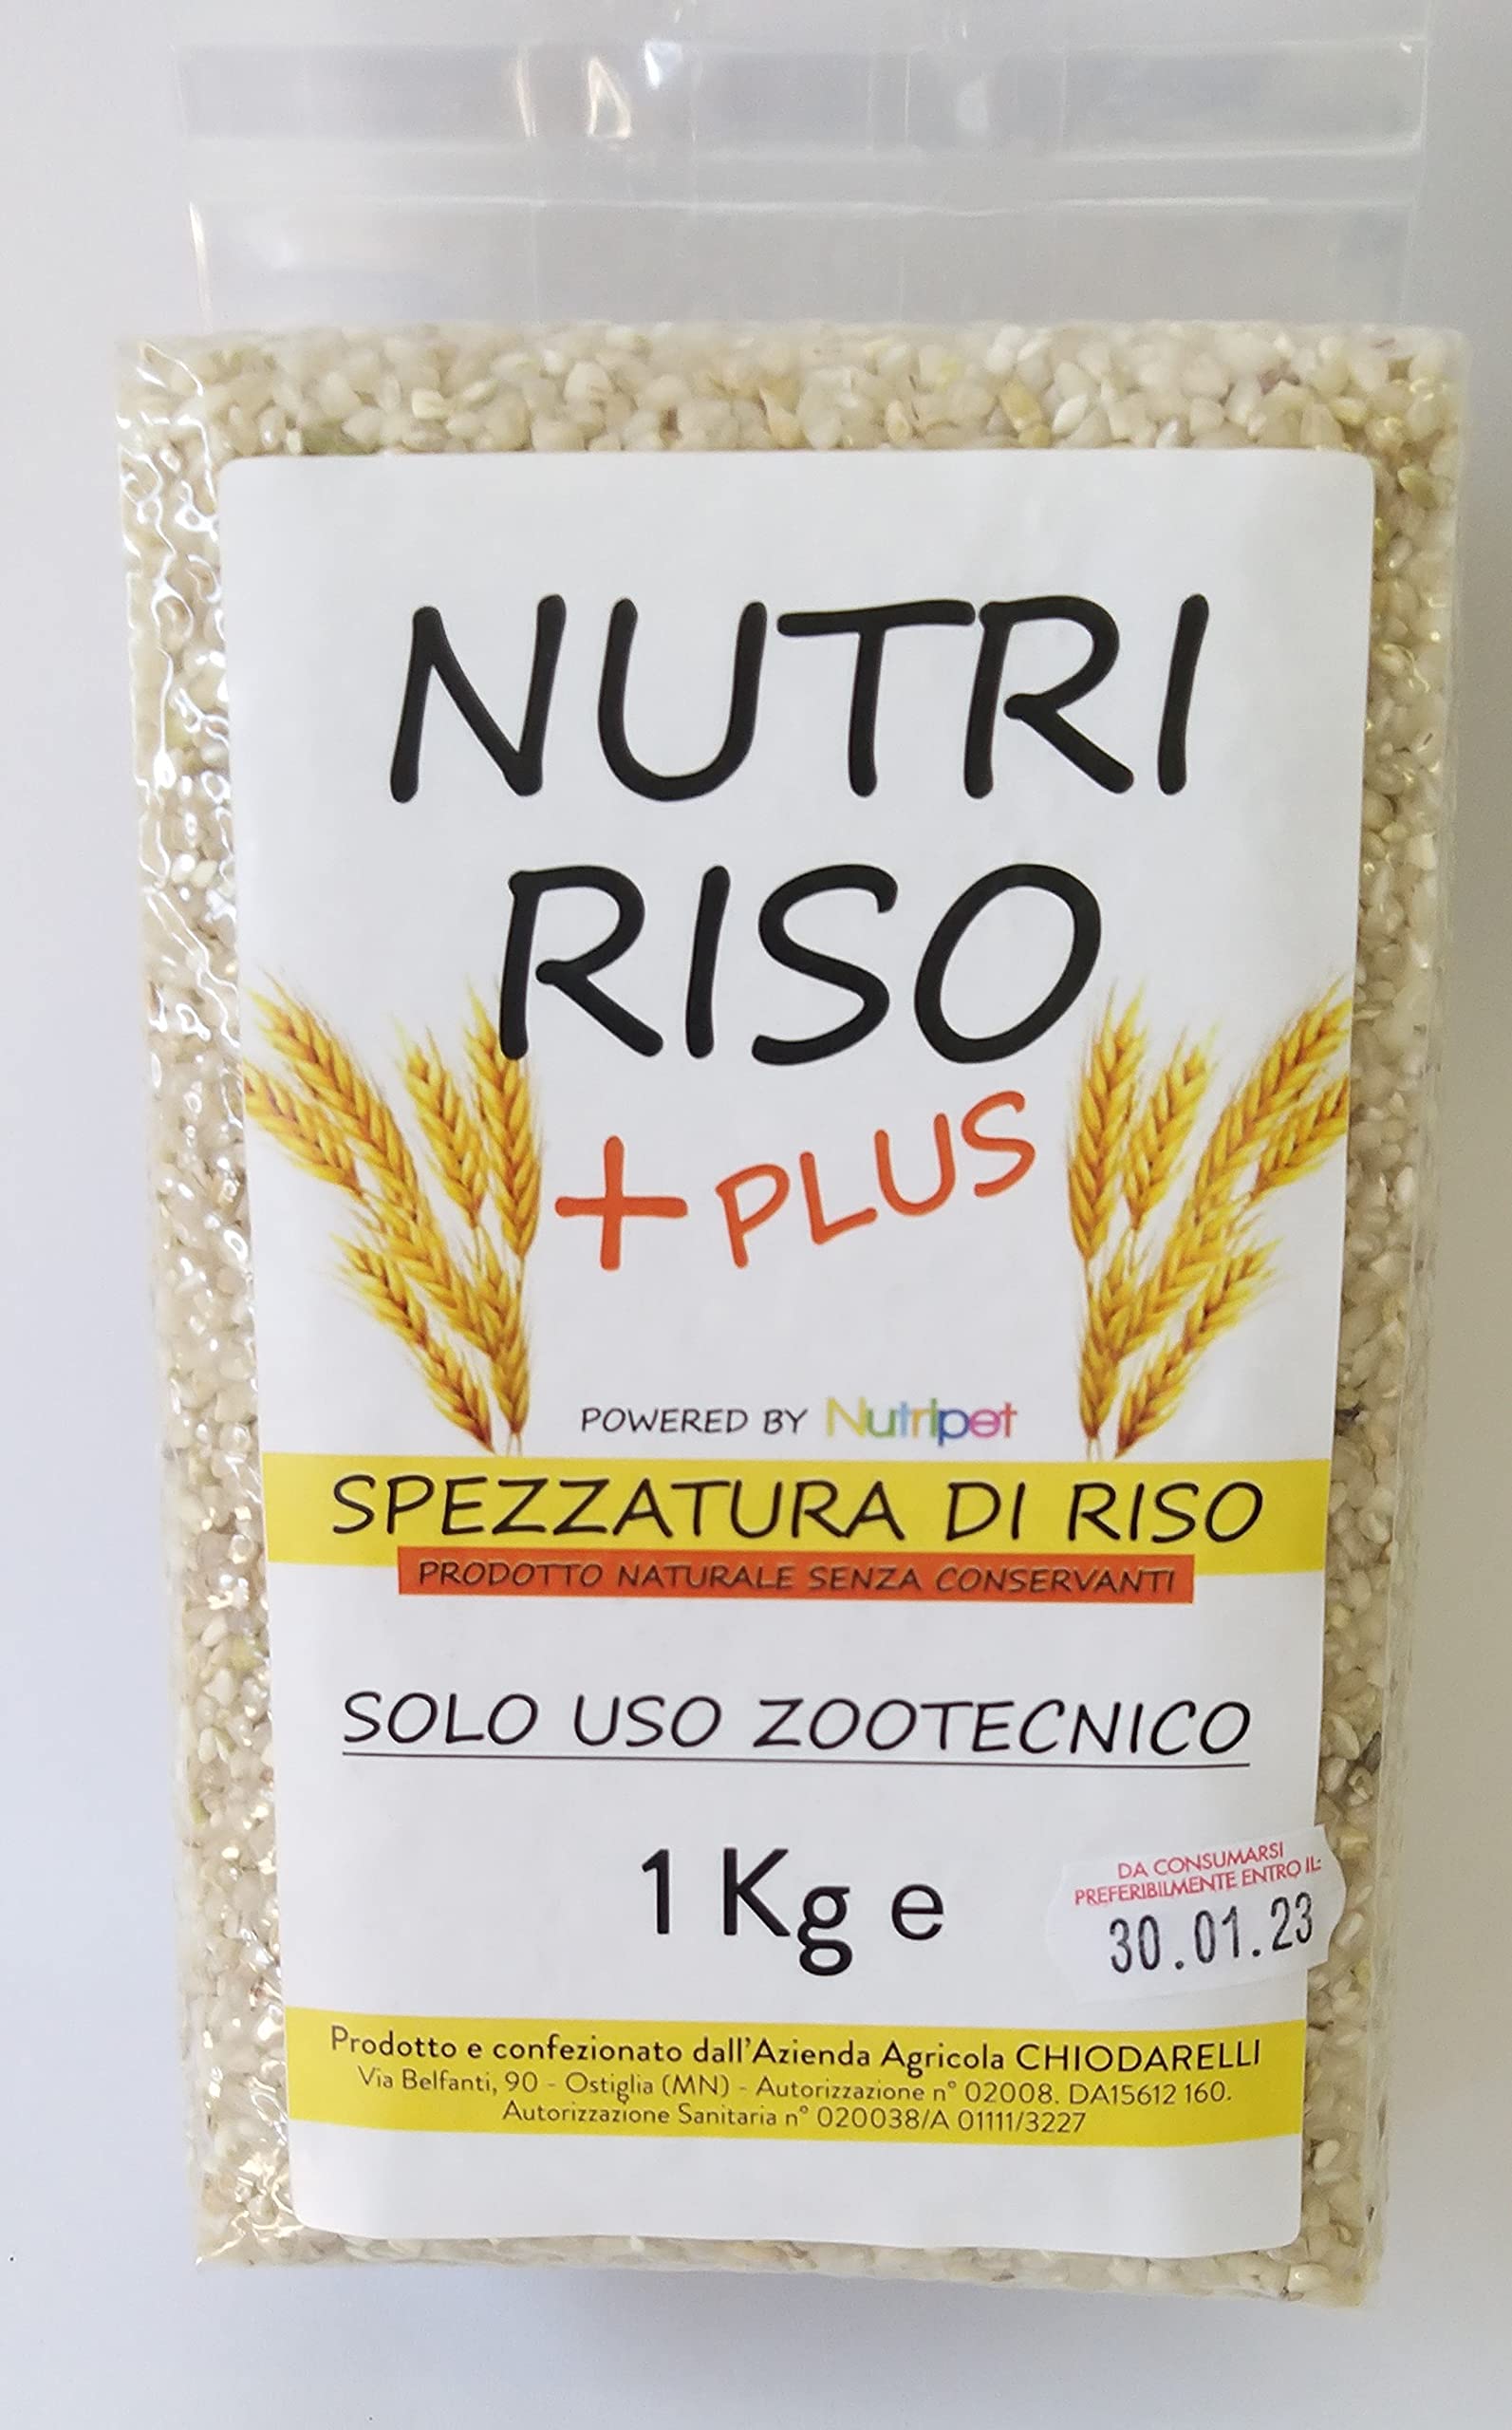 NUTRI
RISO
+ PLUS
POWERED BY Nutripet
SPEZZATURA DI RISO
PRODOTTO NATURALE SENZA CONSERVANTI
SOLO USO ZOOTECNICO
1 Kg e
DA CONSUMARSI
PREFERIBILMENTE ENTRO IL:
30.01.23
Prodotto e confezionato dall'Azienda Agricola CHIODARELLI
Via Belfanti, 90 - Ostiglia (MN) - Autorizzazione n° 02008. DA15612 160.
Autorizzazione Sanitaria n° 020038/A 01111/3227